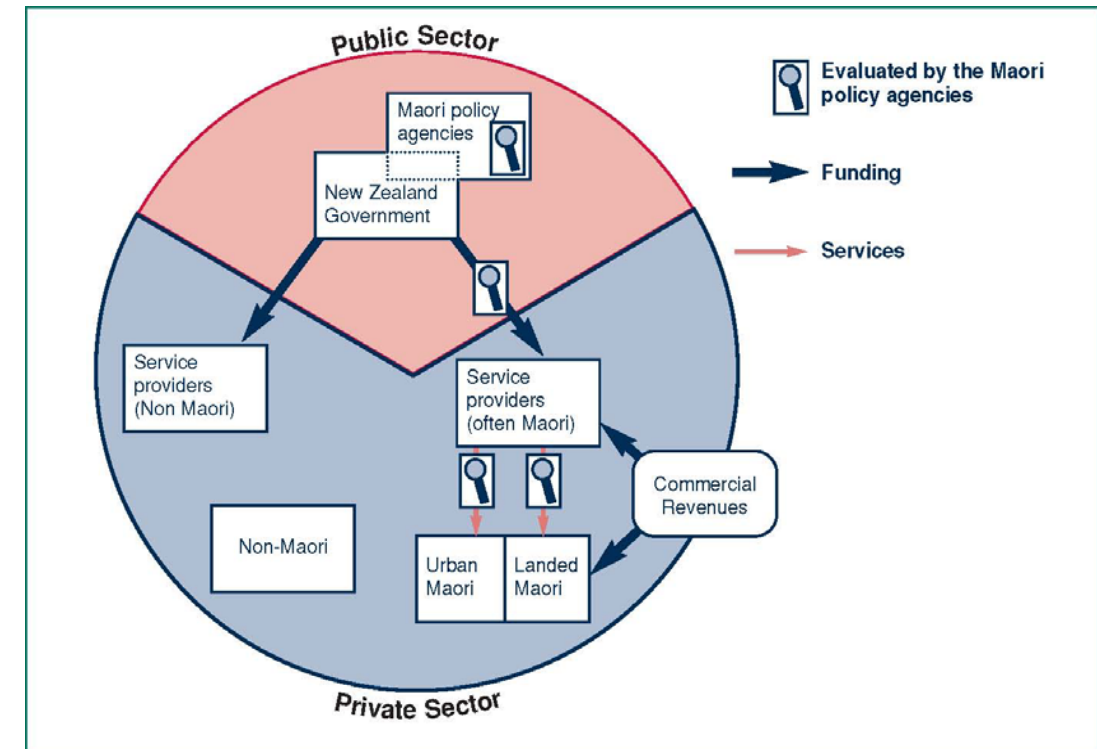 Public Sector
Maori policy
agencies
New Zealand
Government
Service
providers
(Non Maori)
Service
providers
(often Maori)
Commercial
Revenues
Non-Maori
Urban
Maori
Landed
Maori
Private Sector
Evaluated by the Maori
policy agencies
Funding
Services